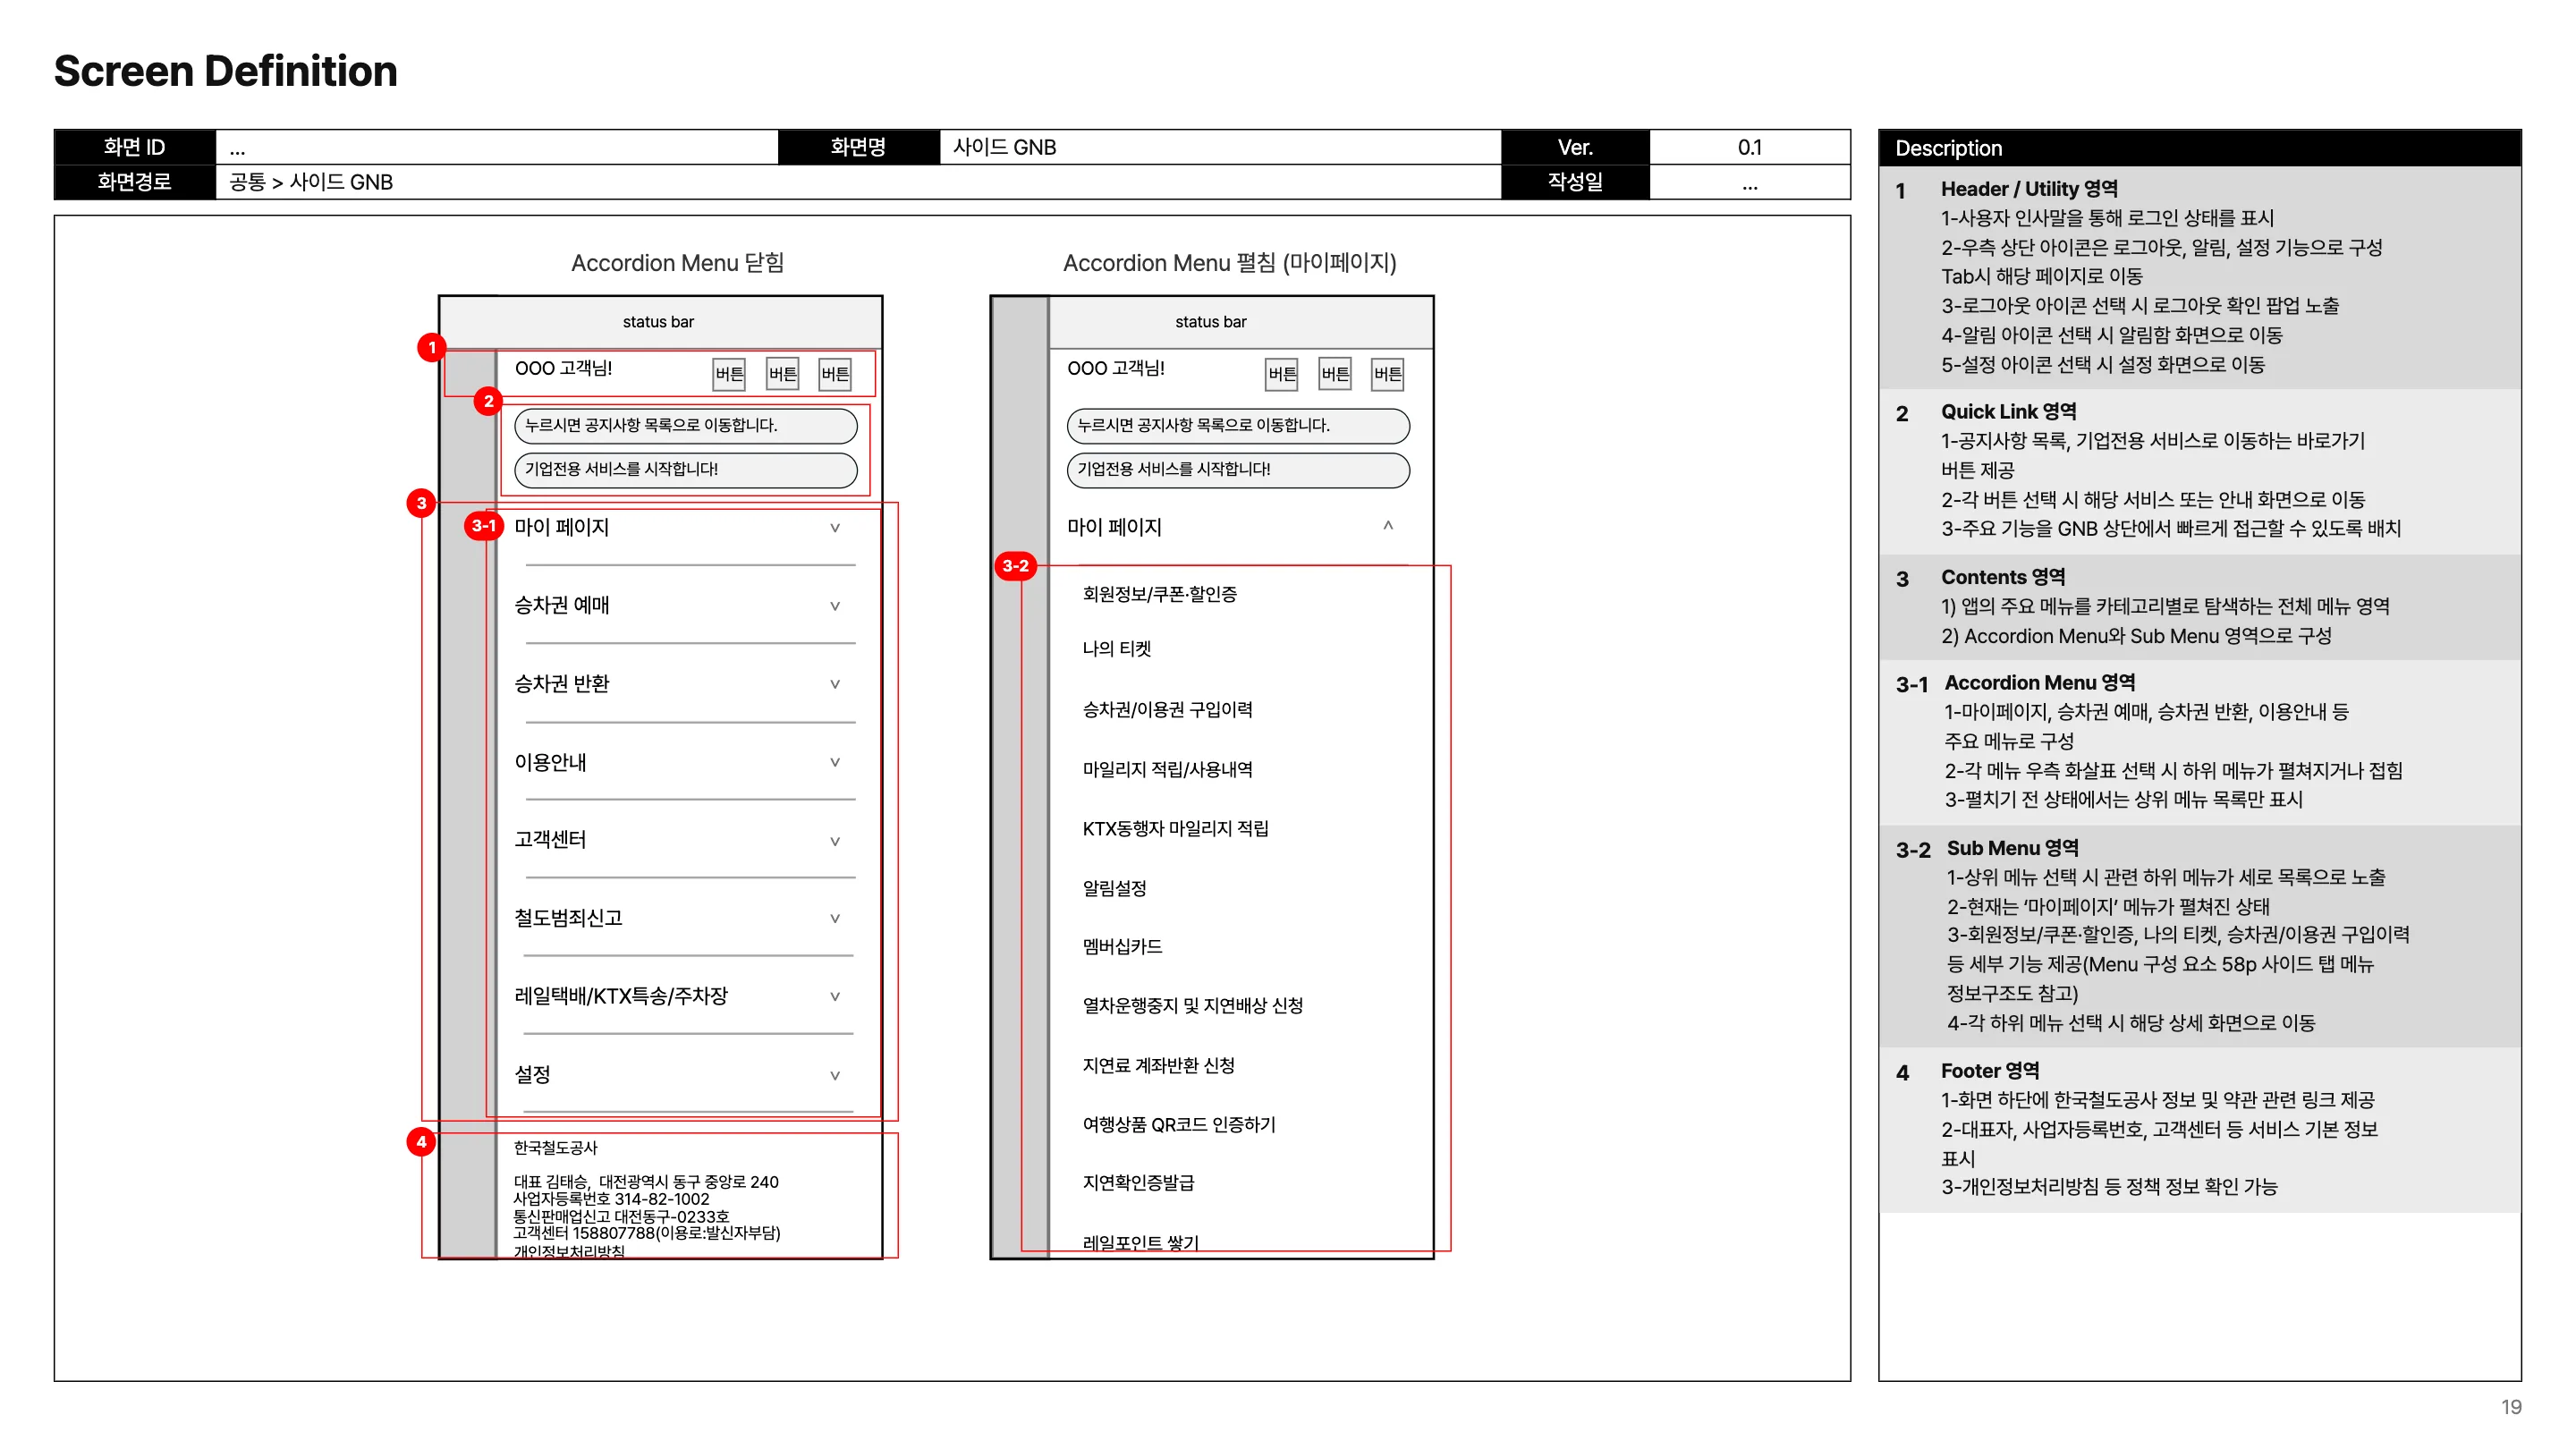 Screen Definition
화면 ID
...
화면명
사이드 GNB
Ver.
0.1
화면경로
공통 > 사이드 GNB
작성일
...
Accordion Menu 닫힘
status bar
1
OOO 고객님!
버튼 버튼 버튼
2
누르시면 공지사항 목록으로 이동합니다.
기업전용 서비스를 시작합니다!
3
3-1
마이 페이지 v
승차권 예매 v
승차권 반환 v
이용안내 v
고객센터 v
철도범죄신고 v
레일택배/KTX특송/주차장 v
설정 v
4
한국철도공사
대표 김태승, 대전광역시 동구 중앙로 240
사업자등록번호 314-82-1002
통신판매업신고 대전동구-0233호
고객센터 158807788(이용로:발신자부담)
개인정보처리방침
Accordion Menu 펼침 (마이페이지)
status bar
OOO 고객님!
버튼 버튼 버튼
누르시면 공지사항 목록으로 이동합니다.
기업전용 서비스를 시작합니다!
마이 페이지 ^
3-2
회원정보/쿠폰·할인증
나의 티켓
승차권/이용권 구입이력
마일리지 적립/사용내역
KTX동행자 마일리지 적립
알림설정
멤버십카드
열차운행중지 및 지연배상 신청
지연료 계좌반환 신청
여행상품 QR코드 인증하기
지연확인증발급
레일포인트 쌓기
Description
1 Header / Utility 영역
1-사용자 인사말을 통해 로그인 상태를 표시
2-우측 상단 아이콘은 로그아웃, 알림, 설정 기능으로 구성
Tab시 해당 페이지로 이동
3-로그아웃 아이콘 선택 시 로그아웃 확인 팝업 노출
4-알림 아이콘 선택 시 알림함 화면으로 이동
5-설정 아이콘 선택 시 설정 화면으로 이동
2 Quick Link 영역
1-공지사항 목록, 기업전용 서비스로 이동하는 바로가기
버튼 제공
2-각 버튼 선택 시 해당 서비스 또는 안내 화면으로 이동
3-주요 기능을 GNB 상단에서 빠르게 접근할 수 있도록 배치
3 Contents 영역
1) 앱의 주요 메뉴를 카테고리별로 탐색하는 전체 메뉴 영역
2) Accordion Menu와 Sub Menu 영역으로 구성
3-1 Accordion Menu 영역
1-마이페이지, 승차권 예매, 승차권 반환, 이용안내 등
주요 메뉴로 구성
2-각 메뉴 우측 화살표 선택 시 하위 메뉴가 펼쳐지거나 접힘
3-펼치기 전 상태에서는 상위 메뉴 목록만 표시
3-2 Sub Menu 영역
1-상위 메뉴 선택 시 관련 하위 메뉴가 세로 목록으로 노출
2-현재는 ‘마이페이지’ 메뉴가 펼쳐진 상태
3-회원정보/쿠폰·할인증, 나의 티켓, 승차권/이용권 구입이력
등 세부 기능 제공(Menu 구성 요소 58p 사이드 탭 메뉴
정보구조도 참고)
4-각 하위 메뉴 선택 시 해당 상세 화면으로 이동
4 Footer 영역
1-화면 하단에 한국철도공사 정보 및 약관 관련 링크 제공
2-대표자, 사업자등록번호, 고객센터 등 서비스 기본 정보
표시
3-개인정보처리방침 등 정책 정보 확인 가능
19